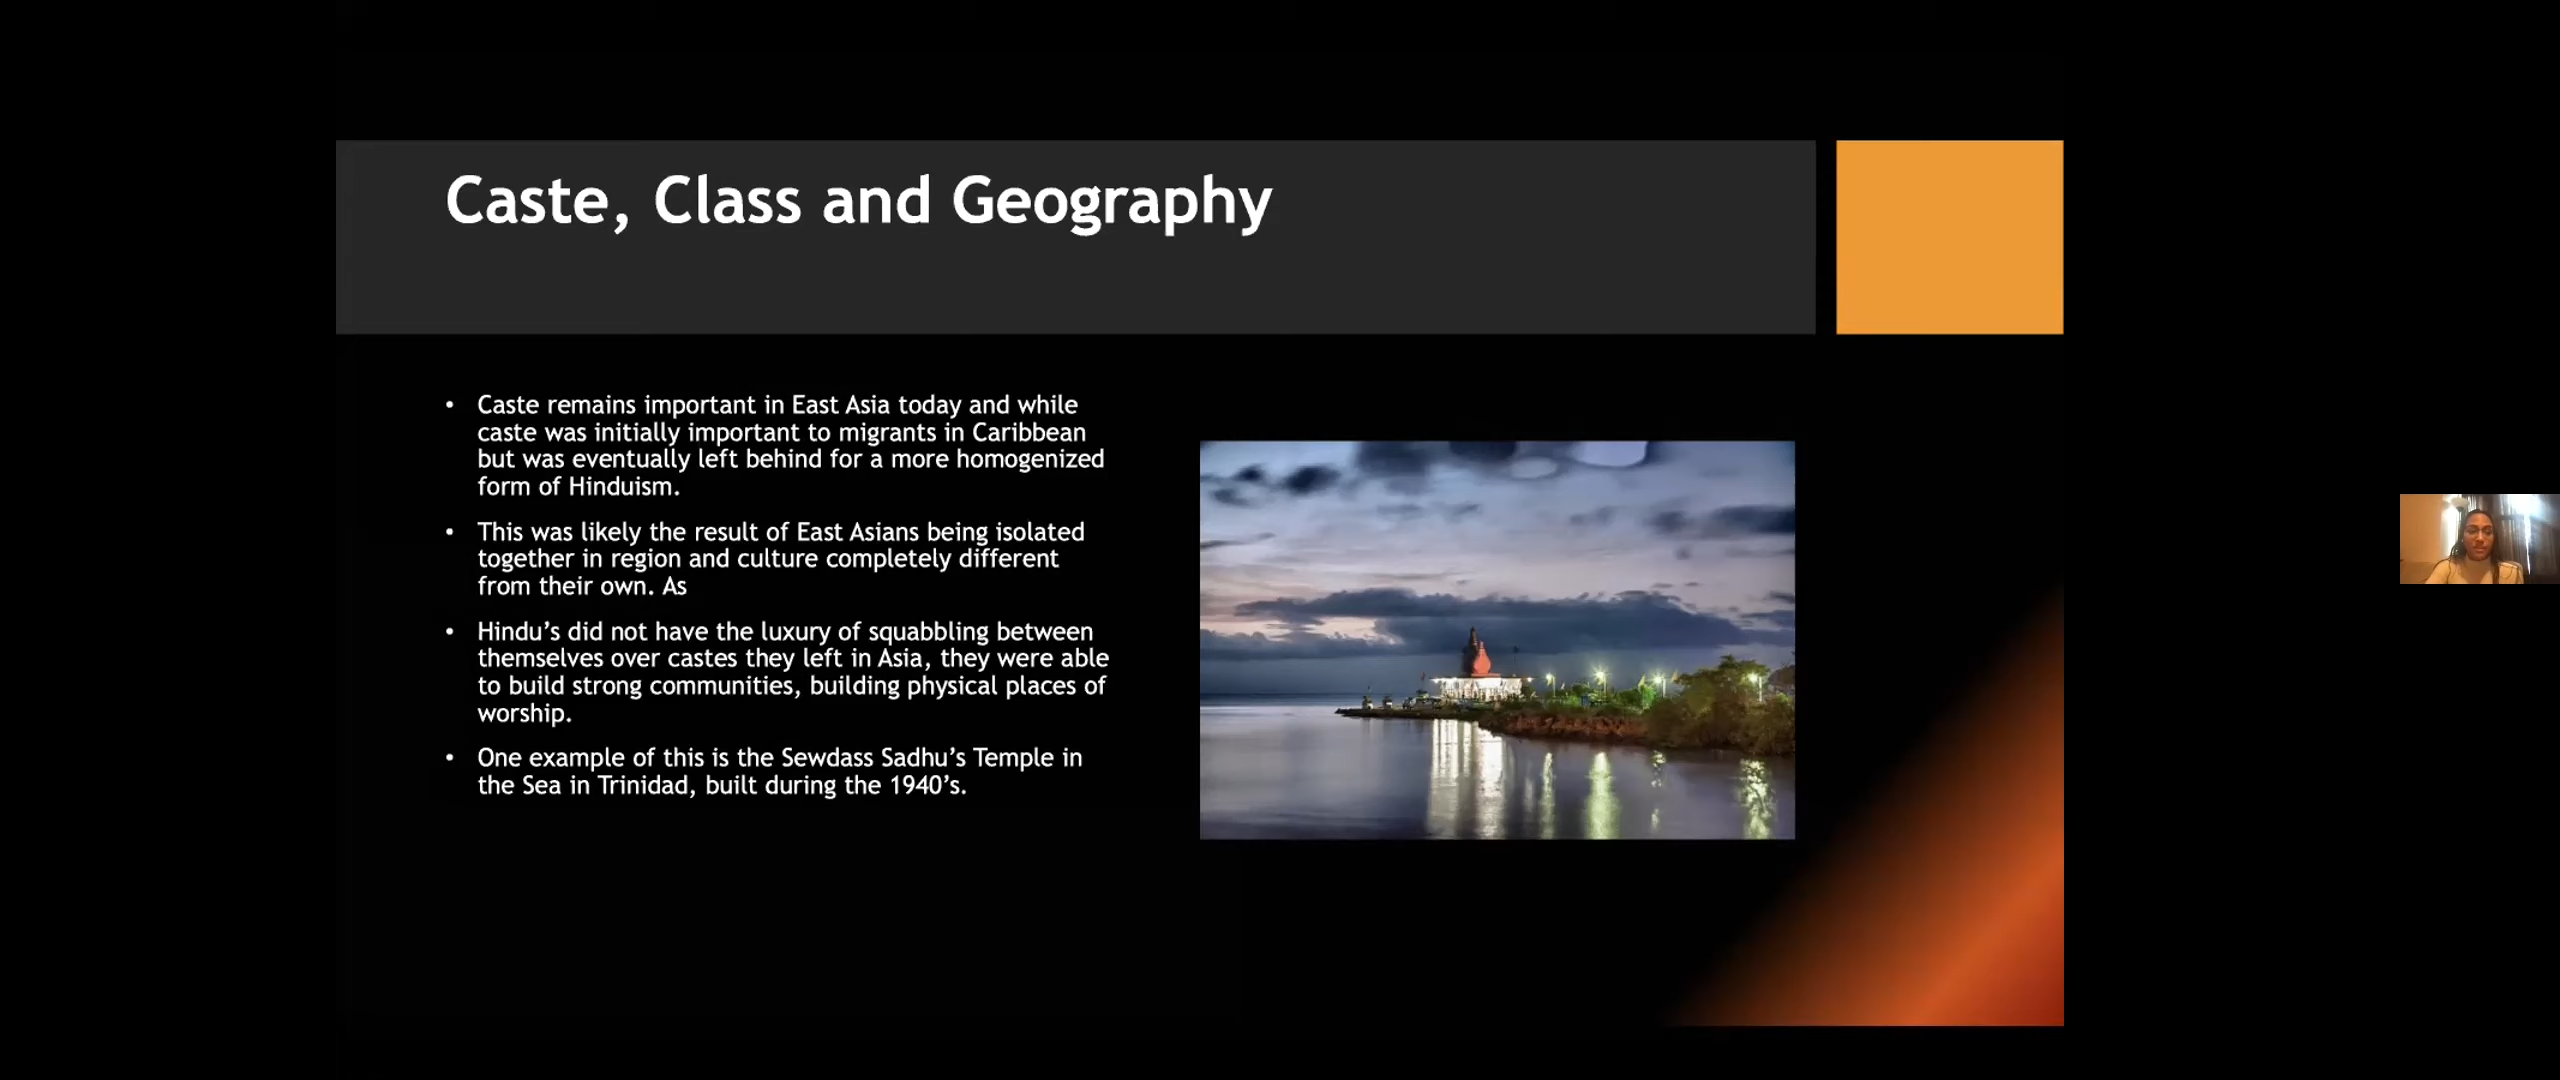 Caste, Class and Geography
• Caste remains important in East Asia today and while
caste was initially important to migrants in Caribbean
but was eventually left behind for a more homogenized
form of Hinduism.
• This was likely the result of East Asians being isolated
together in region and culture completely different
from their own. As
• Hindu’s did not have the luxury of squabbling between
themselves over castes they left in Asia, they were able
to build strong communities, building physical places of
worship.
• One example of this is the Sewdass Sadhu’s Temple in
the Sea in Trinidad, built during the 1940’s.